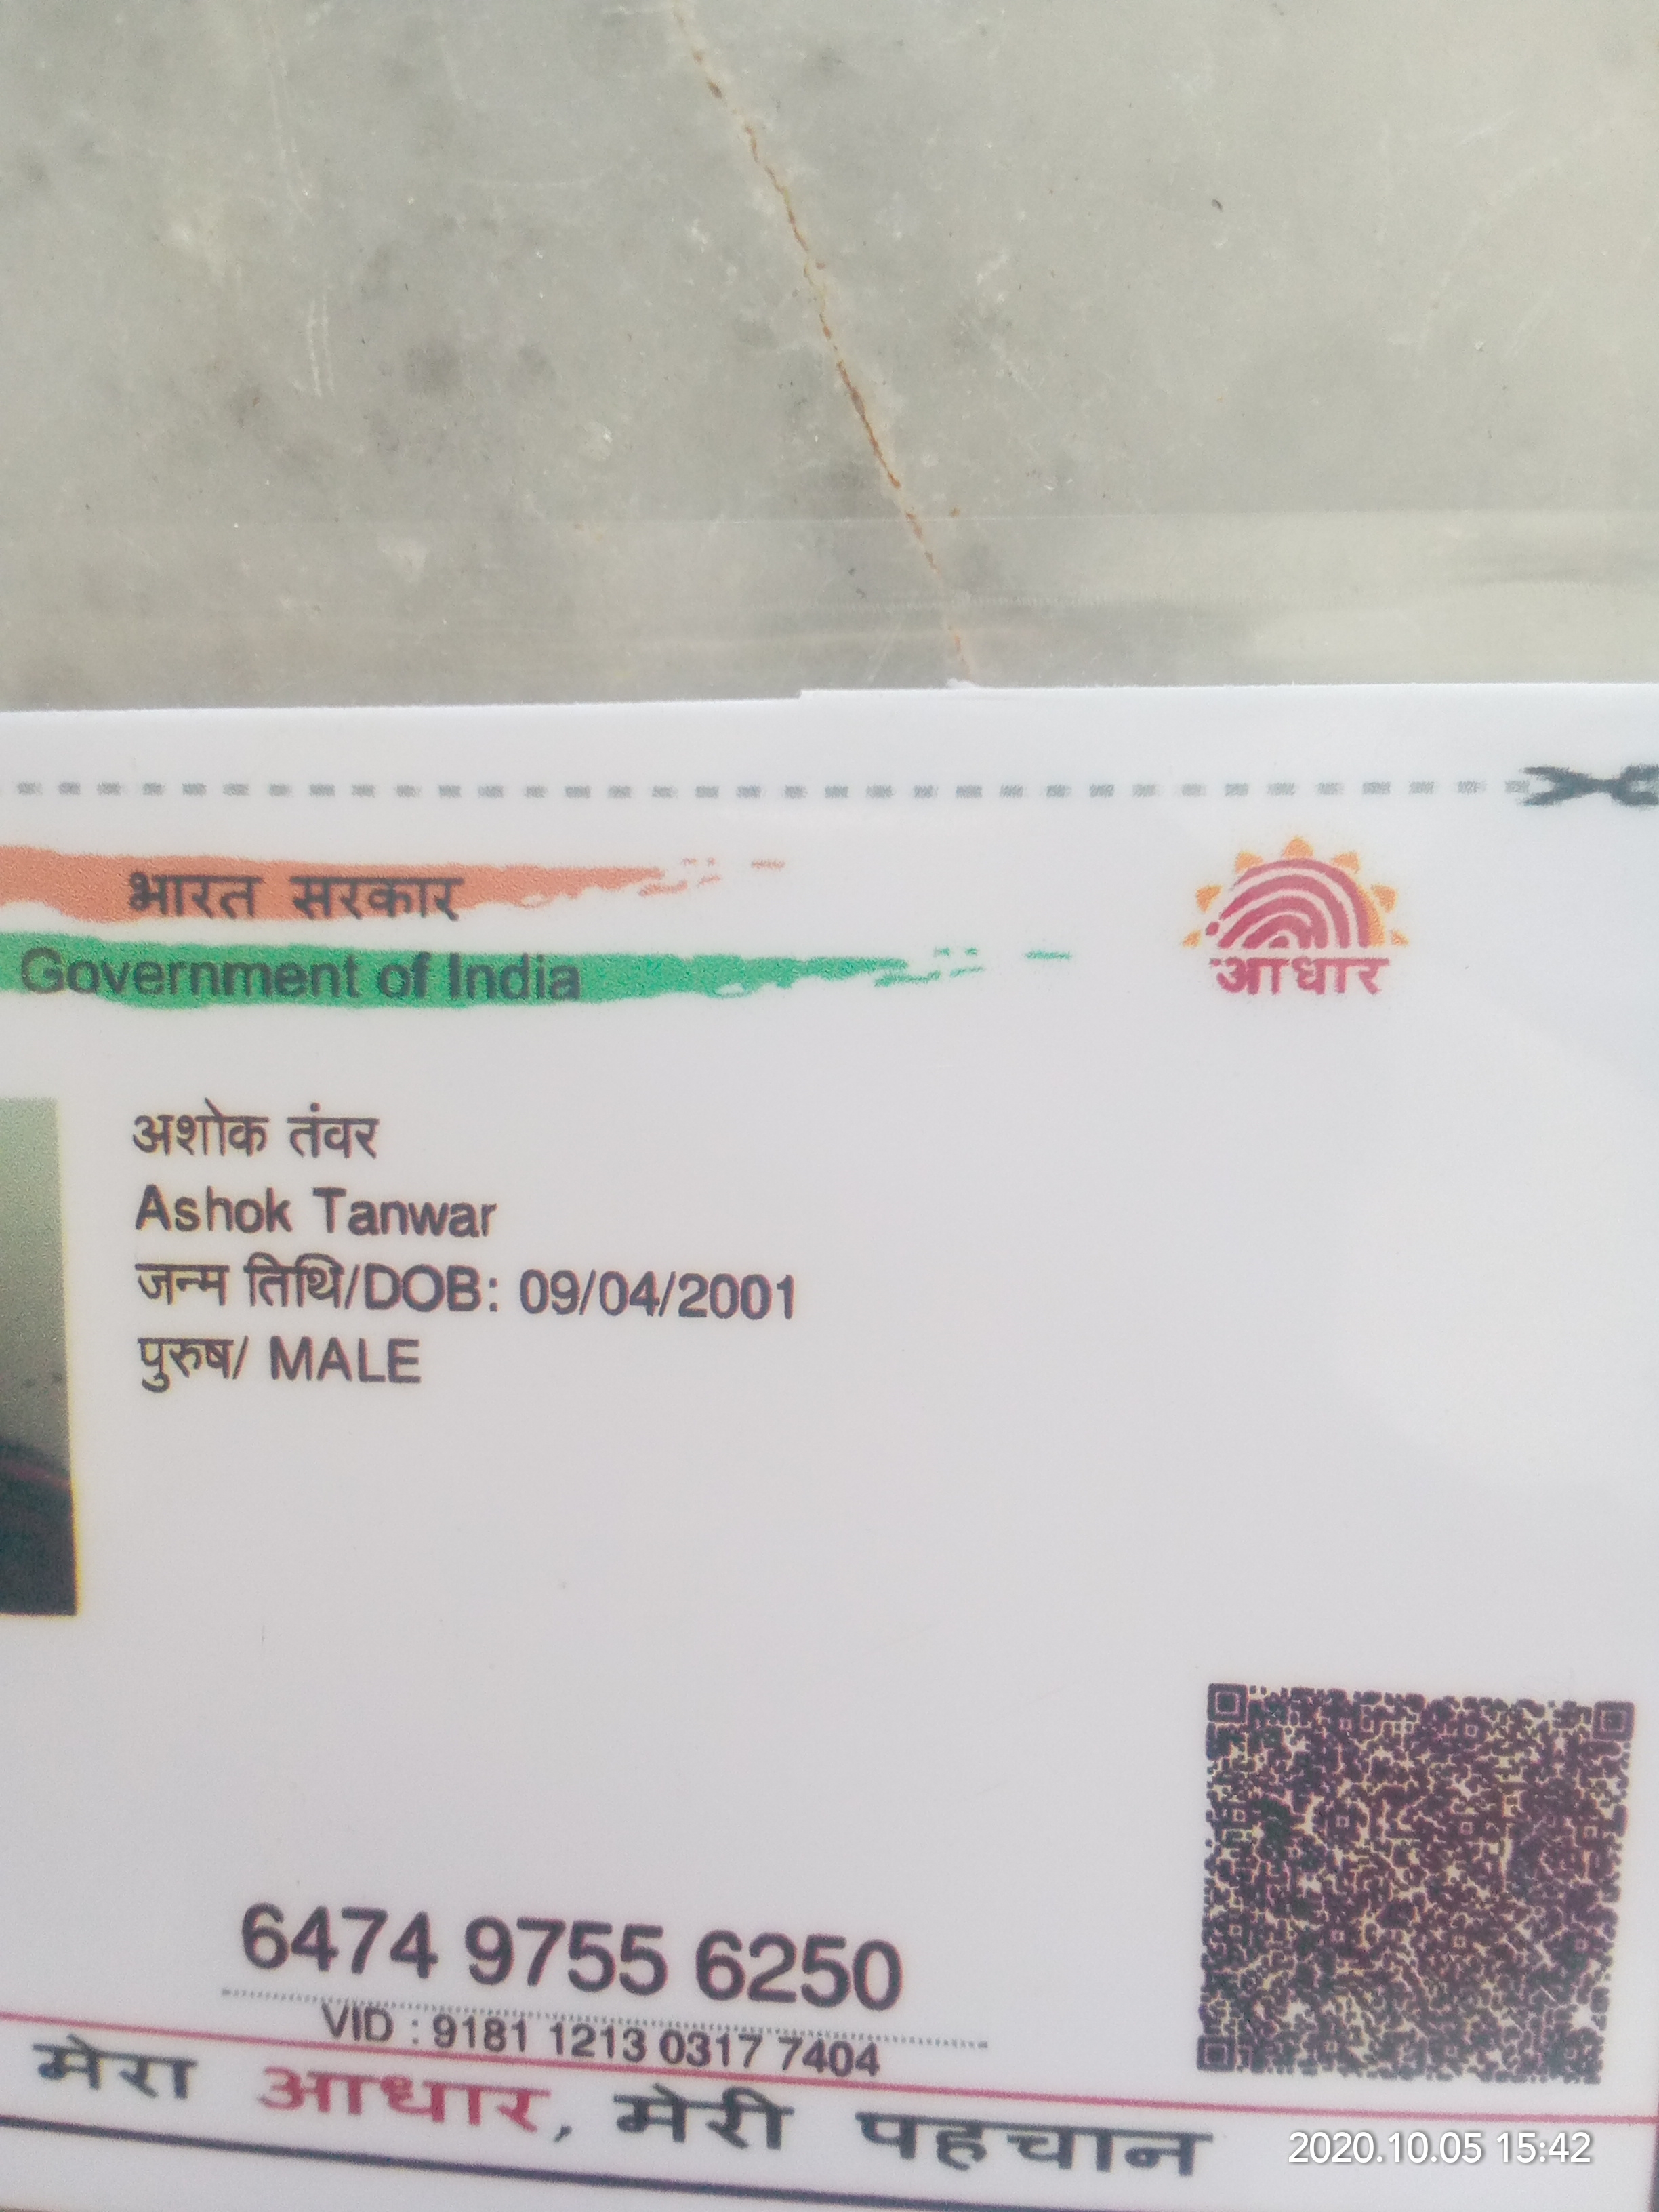 भारत सरकार
Government of India
आधार
अशोक तंवर
Ashok Tanwar
जन्म तिथि/DOB: 09/04/2001
पुरुष/ MALE
6474 9755 6250
VID : 9181 1213 0317 7404
मेरा आधार, मेरी पहचान
2020.10.05 15:42